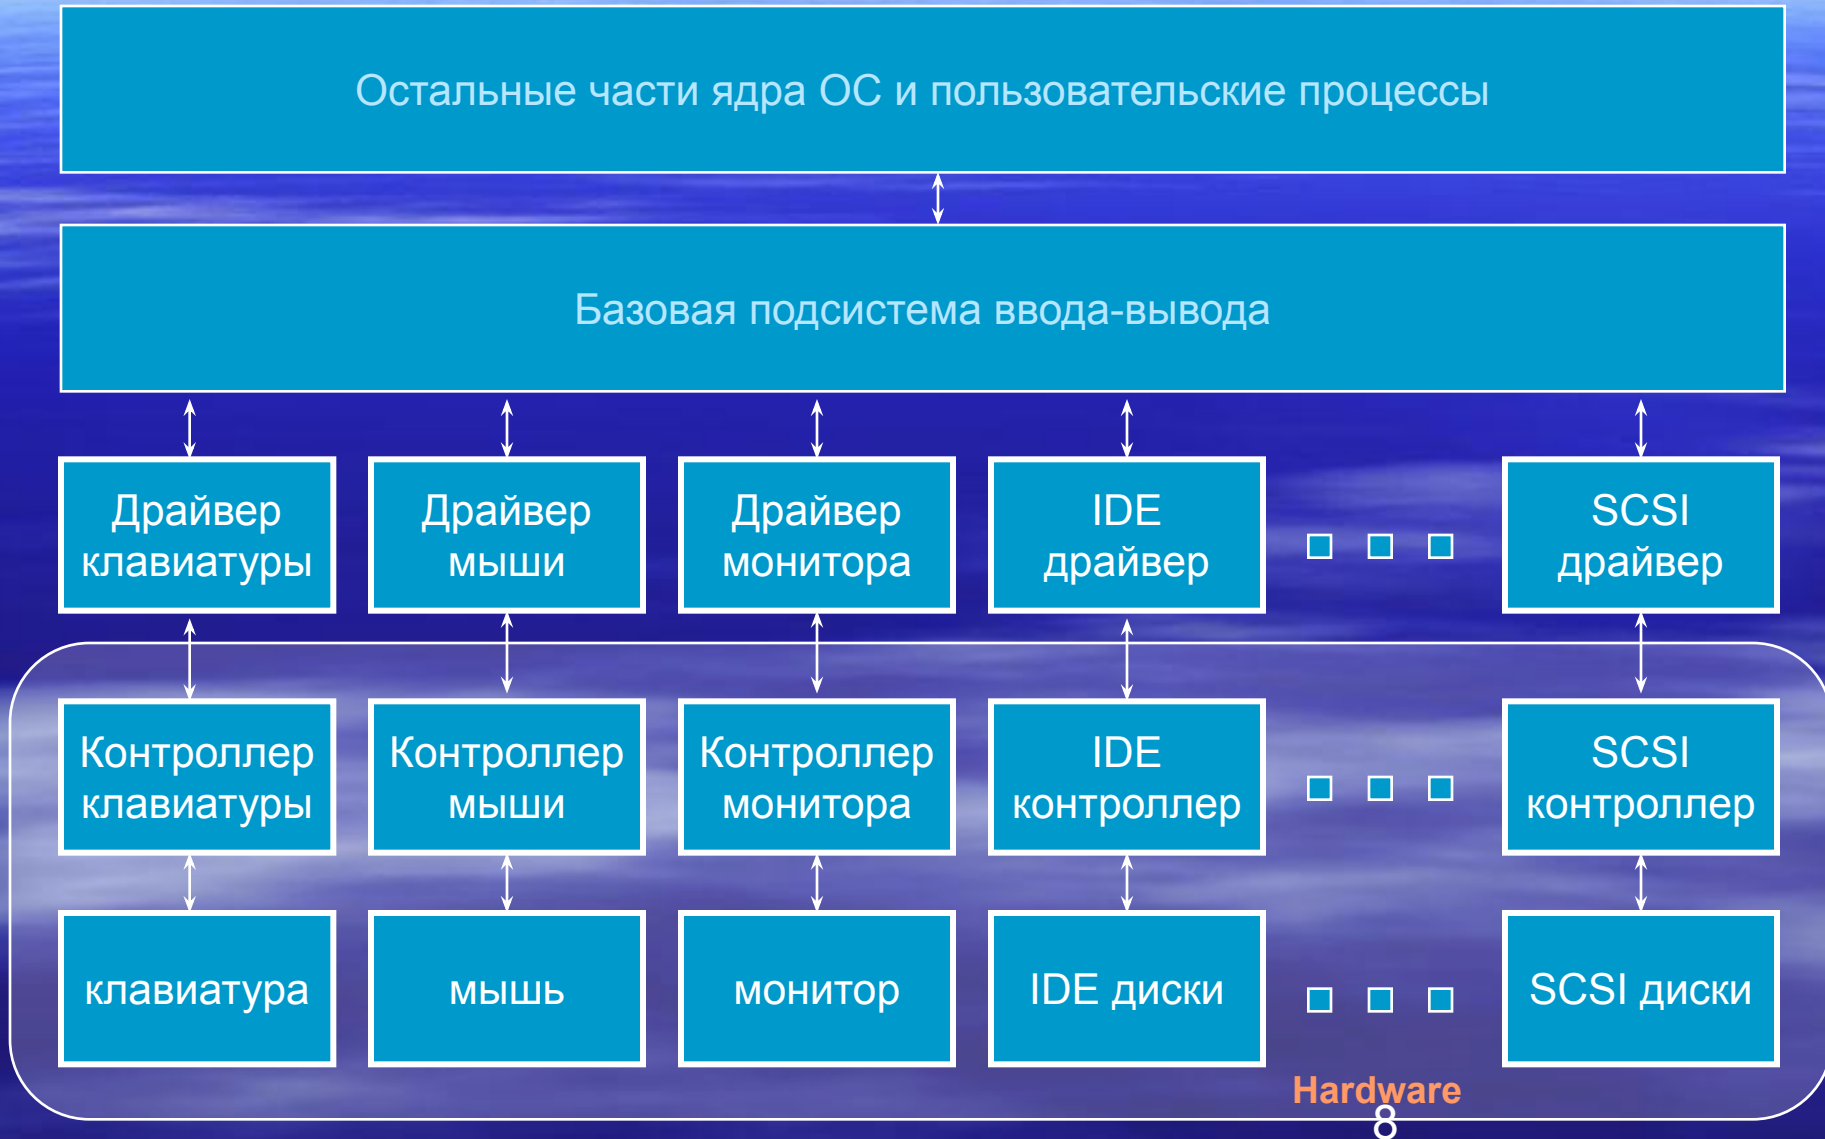 Остальные части ядра ОС и пользовательские процессы
Базовая подсистема ввода-вывода
Драйвер
клавиатуры
Драйвер
мыши
Драйвер
монитора
IDE
драйвер
SCSI
драйвер
Контроллер
клавиатуры
Контроллер
мыши
Контроллер
монитора
IDE
контроллер
SCSI
контроллер
клавиатура
мышь
монитор
IDE диски
SCSI диски
Hardware
8